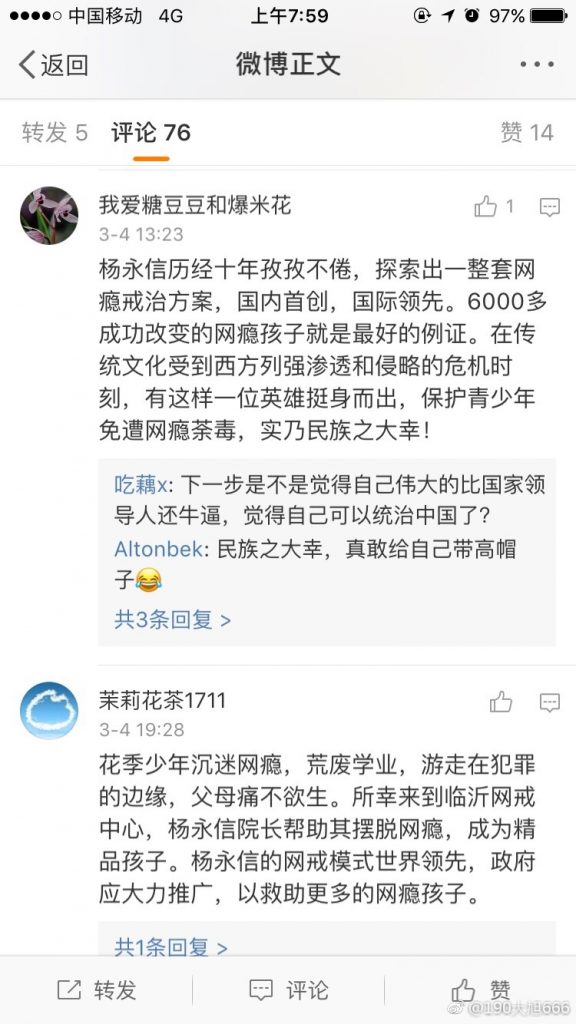 中国移动 4G 上午7:59 97%
返回 微博正文
转发 5 评论 76 赞 14
我爱糖豆豆和爆米花 1
3-4 13:23
杨永信历经十年孜孜不倦，探索出一整套网
瘾戒治方案，国内首创，国际领先。6000多
成功改变的网瘾孩子就是最好的例证。在传
统文化受到西方列强渗透和侵略的危机时
刻，有这样一位英雄挺身而出，保护青少年
免遭网瘾荼毒，实乃民族之大幸！
吃藕x: 下一步是不是觉得自己伟大的比国家领
导人还牛逼，觉得自己可以统治中国了？
Altonbek: 民族之大幸，真敢给自己带高帽
子😂
共3条回复 >
茉莉花茶1711
3-4 19:28
花季少年沉迷网瘾，荒废学业，游走在犯罪
的边缘，父母痛不欲生。所幸来到临沂网戒
中心，杨永信院长帮助其摆脱网瘾，成为精
品孩子。杨永信的网戒模式世界领先，政府
应大力推广，以救助更多的网瘾孩子。
共1条回复 >
转发 评论 赞
@190大旭666